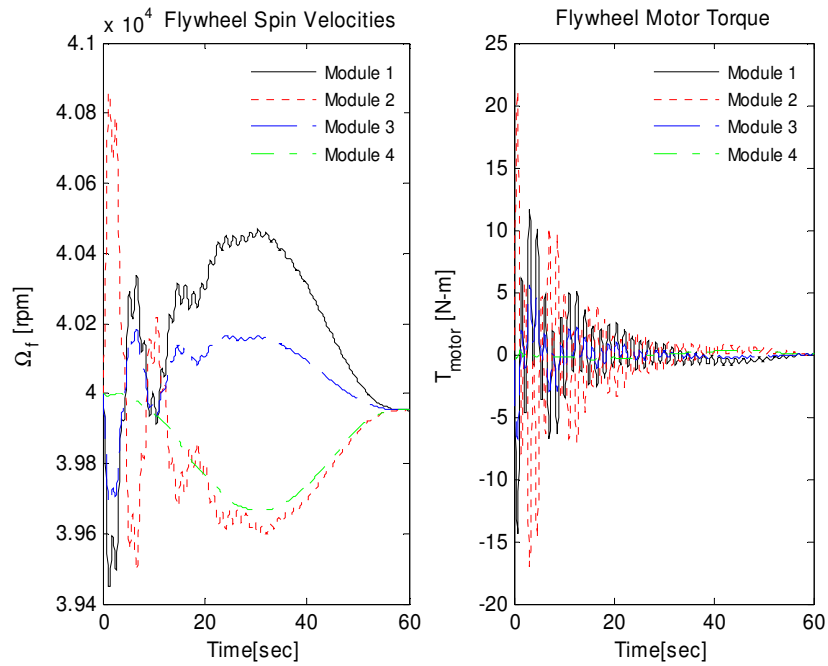 x 10⁴ Flywheel Spin Velocities
4.1
4.08
4.06
4.04
4.02
4
3.98
3.96
3.94
0 20 40 60
Ω_f [rpm]
Time[sec]
Module 1
Module 2
Module 3
Module 4
Flywheel Motor Torque
25
20
15
10
5
0
-5
-10
-15
-20
0 20 40 60
T_motor [N-m]
Time[sec]
Module 1
Module 2
Module 3
Module 4